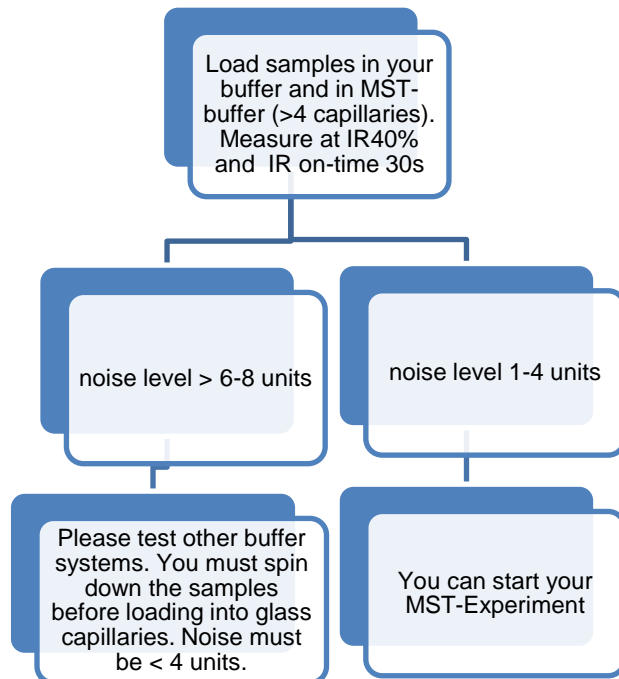 Load samples in your
buffer and in MST-
buffer (>4 capillaries).
Measure at IR40%
and  IR on-time 30s
noise level > 6-8 units
noise level 1-4 units
Please test other buffer
systems. You must spin
down the samples
before loading into glass
capillaries. Noise must
be < 4 units.
You can start your
MST-Experiment